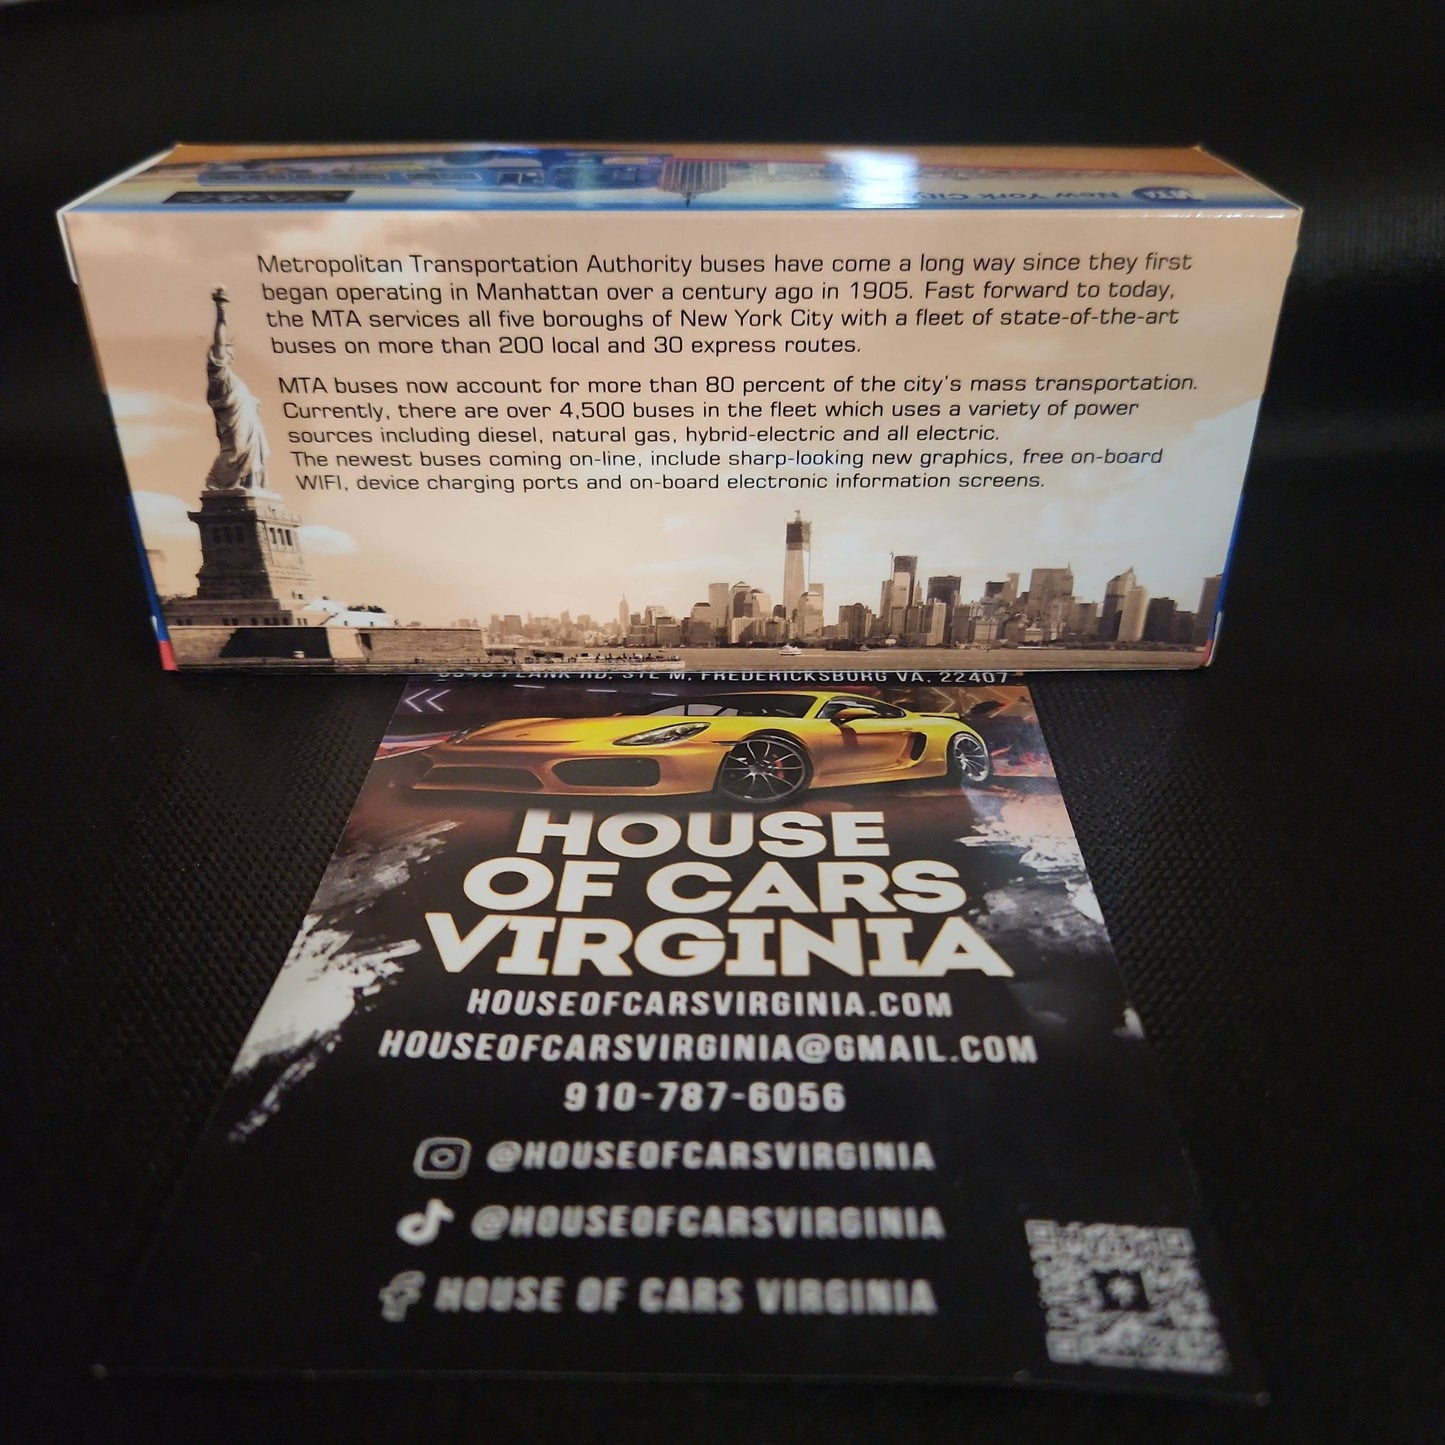 MTA New York City
Metropolitan Transportation Authority buses have come a long way since they first
began operating in Manhattan over a century ago in 1905. Fast forward to today,
the MTA services all five boroughs of New York City with a fleet of state-of-the-art
buses on more than 200 local and 30 express routes.
MTA buses now account for more than 80 percent of the city's mass transportation.
Currently, there are over 4,500 buses in the fleet which uses a variety of power
sources including diesel, natural gas, hybrid-electric and all electric.
The newest buses coming on-line, include sharp-looking new graphics, free on-board
WIFI, device charging ports and on-board electronic information screens.
PLANK RD, STE M, FREDERICKSBURG VA. 22407
HOUSE
OF CARS
VIRGINIA
HOUSEOFCARSVIRGINIA.COM
HOUSEOFCARSVIRGINIA@GMAIL.COM
910-787-6056
@HOUSEOFCARSVIRGINIA
@HOUSEOFCARSVIRGINIA
HOUSE OF CARS VIRGINIA